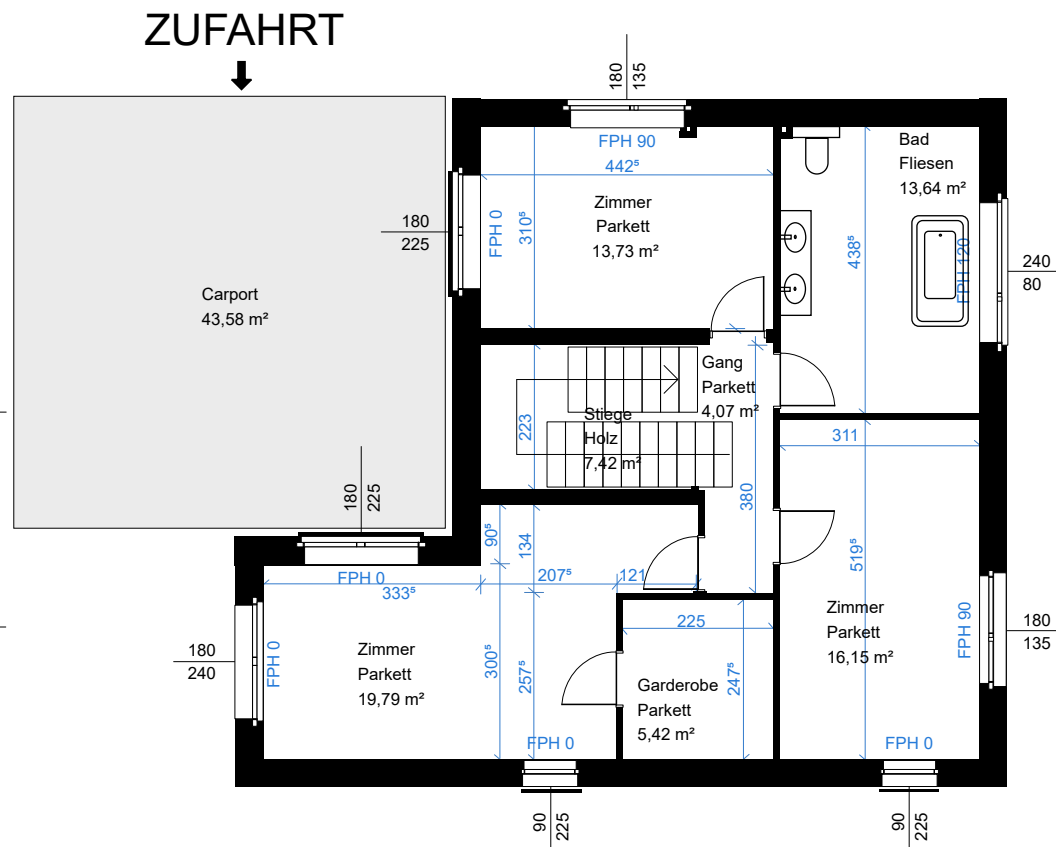 ZUFAHRT
180
135
FPH 90
442⁵
Bad
Fliesen
13,64 m²
Zimmer
Parkett
13,73 m²
180
225
FPH 0
310⁵
438⁵
FPH 120
240
80
Carport
43,58 m²
Gang
Parkett
4,07 m²
Stiege
Holz
7,42 m²
223
311
380
180
225
90⁵
134
519⁵
FPH 0
333⁵
207⁵
121
Zimmer
Parkett
16,15 m²
FPH 90
180
135
225
180
240
FPH 0
Zimmer
Parkett
19,79 m²
300⁵
257⁵
Garderobe
Parkett
5,42 m²
247⁵
FPH 0
FPH 0
90
225
90
225